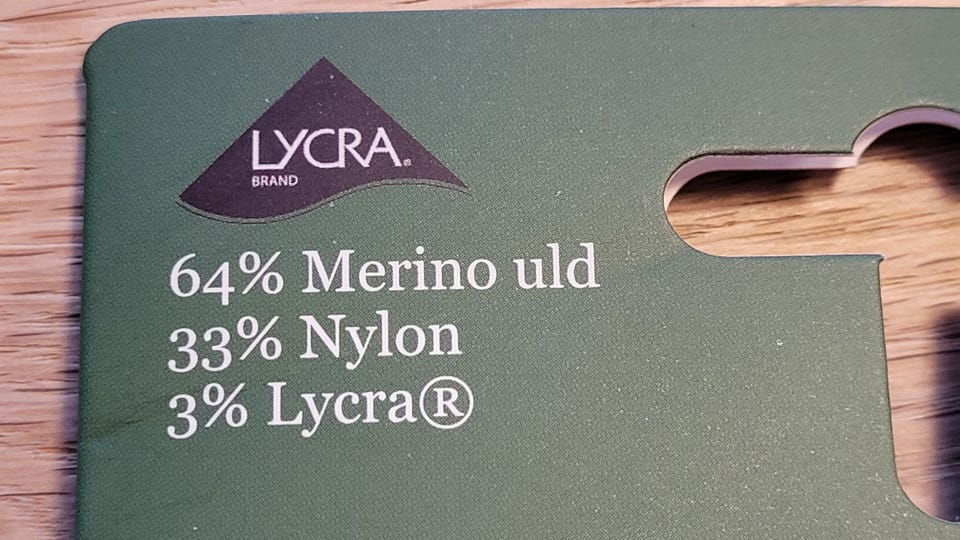 LYCRA®
BRAND
64% Merino uld
33% Nylon
3% Lycra®